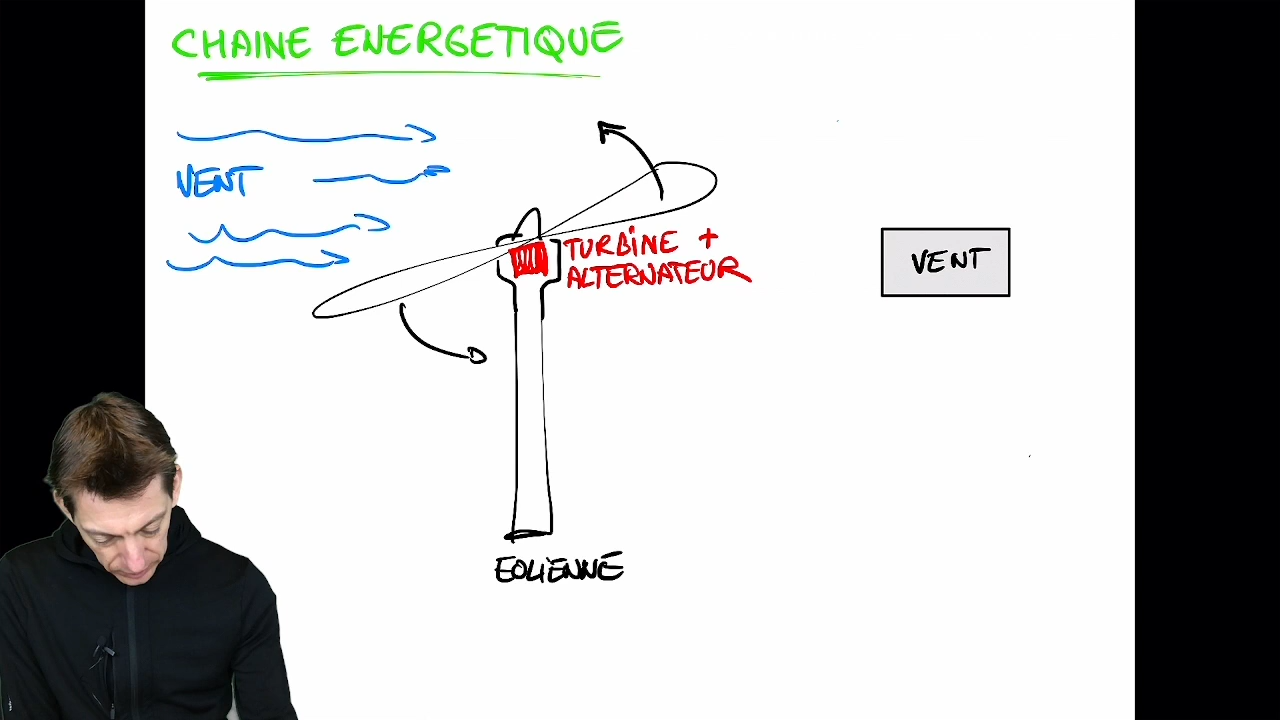 CHAINE ENERGETIQUE
VENT
TURBINE +
ALTERNATEUR
VENT
EOLIENNE